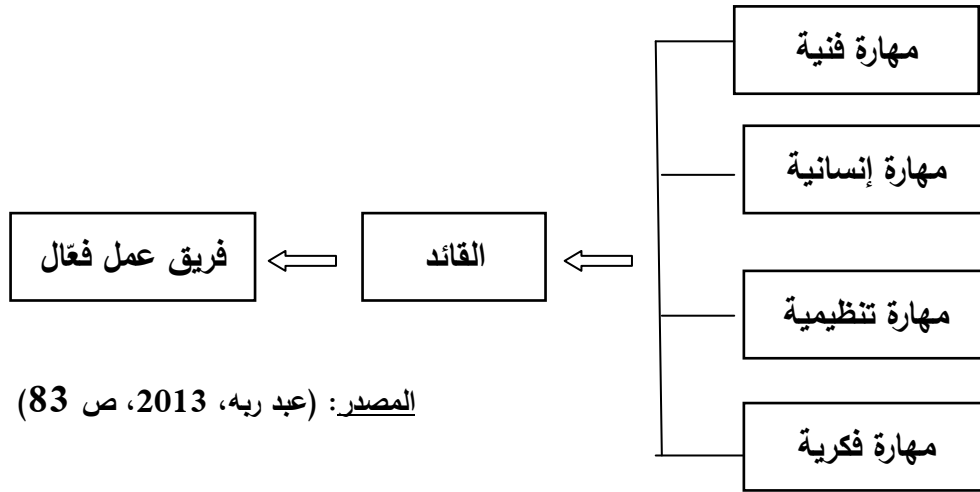 مهارة فنية
مهارة إنسانية
مهارة تنظيمية
مهارة فكرية
القائد
فريق عمل فعّال
المصدر: (عبد ربه، 2013، ص 83)